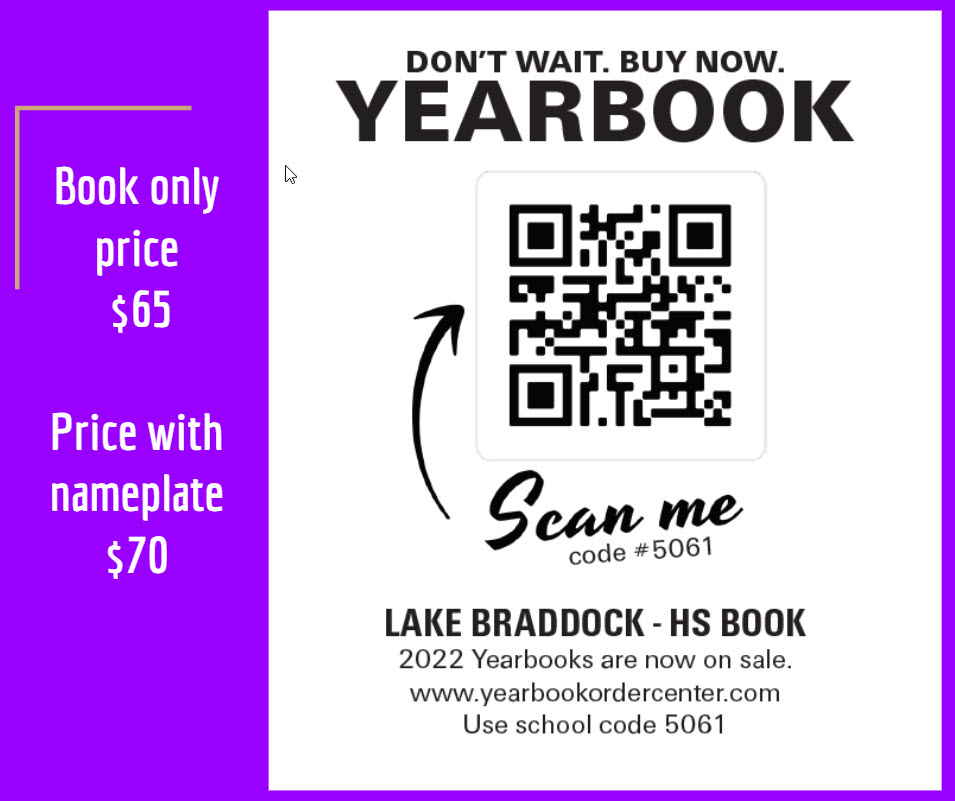 Book only
price
$65
Price with
nameplate
$70
DON'T WAIT. BUY NOW.
YEARBOOK
Scan me
code #5061
LAKE BRADDOCK - HS BOOK
2022 Yearbooks are now on sale.
www.yearbookordercenter.com
Use school code 5061